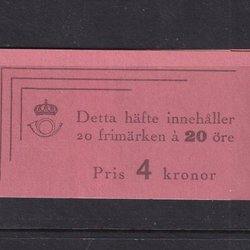 Detta häfte innehåller
20 frimärken à 20 öre
Pris 4 kronor